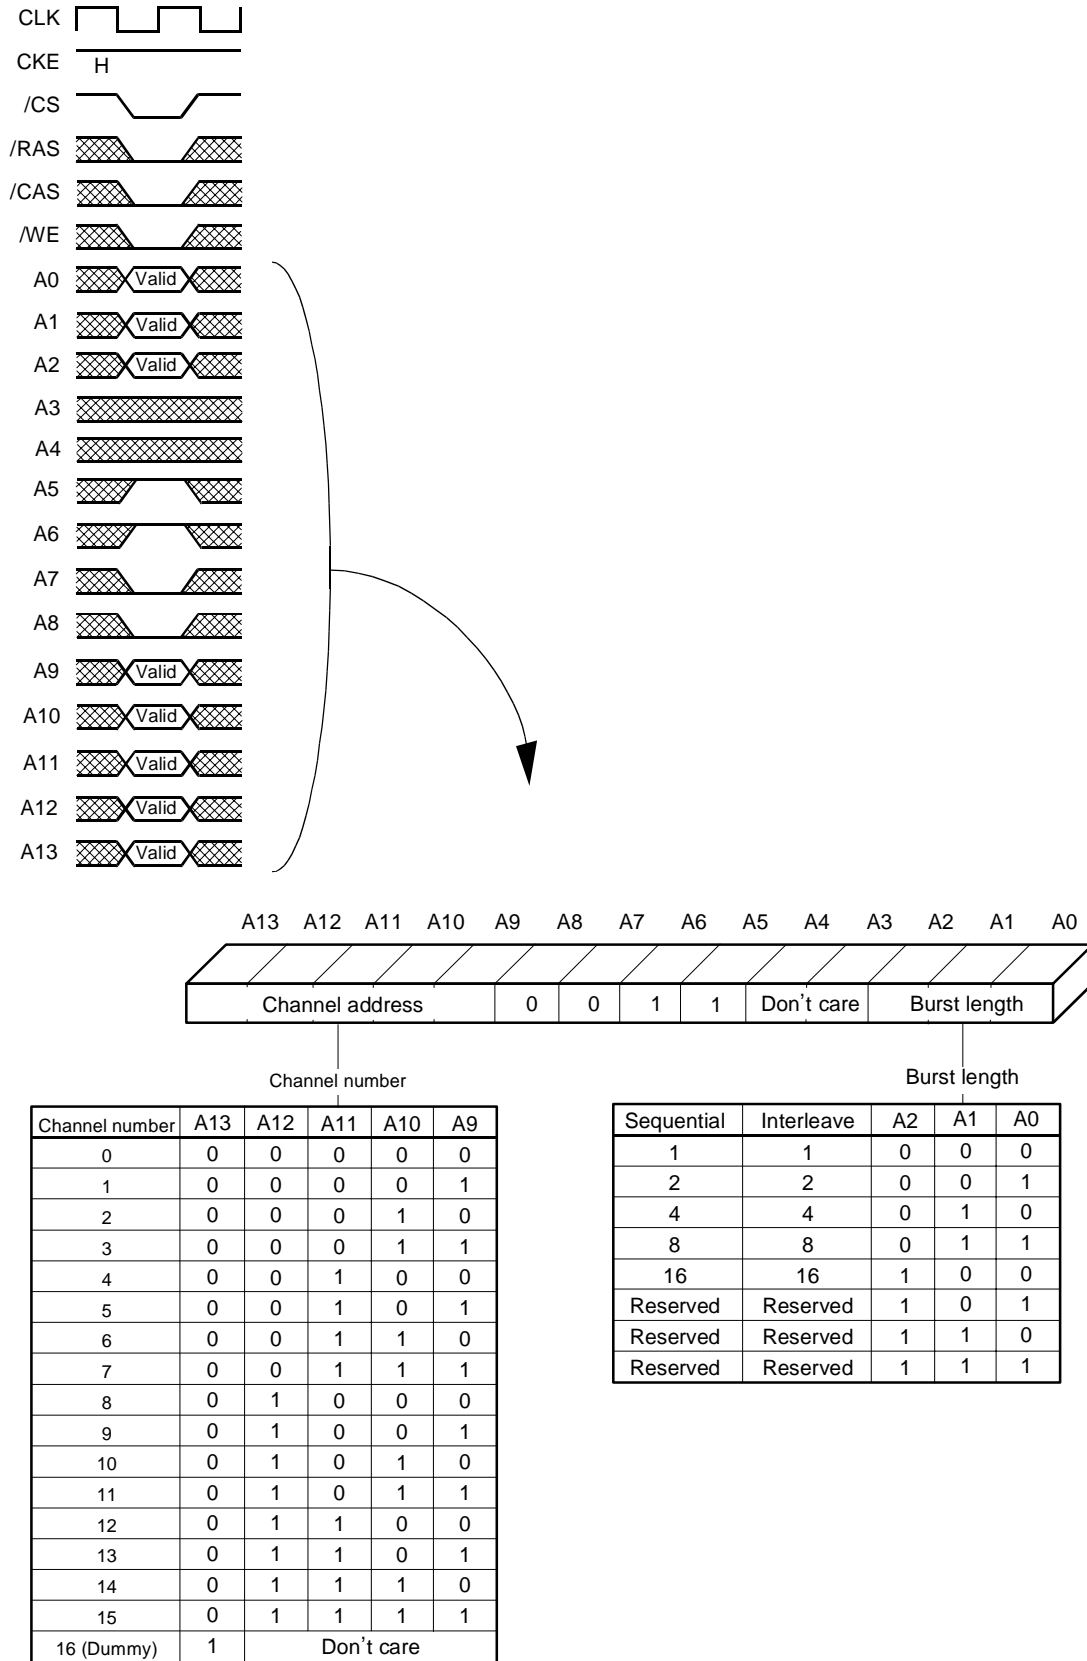 CLK
CKE H
/CS
/RAS
/CAS
/WE
A0 Valid
A1 Valid
A2 Valid
A3
A4
A5
A6
A7
A8
A9 Valid
A10 Valid
A11 Valid
A12 Valid
A13 Valid
A13 A12 A11 A10 A9 A8 A7 A6 A5 A4 A3 A2 A1 A0
Channel address 0 0 1 1 Don't care Burst length
Channel number
Channel number A13 A12 A11 A10 A9
0 0 0 0 0 0
1 0 0 0 0 1
2 0 0 0 1 0
3 0 0 0 1 1
4 0 0 1 0 0
5 0 0 1 0 1
6 0 0 1 1 0
7 0 0 1 1 1
8 0 1 0 0 0
9 0 1 0 0 1
10 0 1 0 1 0
11 0 1 0 1 1
12 0 1 1 0 0
13 0 1 1 0 1
14 0 1 1 1 0
15 0 1 1 1 1
16 (Dummy) 1 Don't care
Burst length
Sequential Interleave A2 A1 A0
1 1 0 0 0
2 2 0 0 1
4 4 0 1 0
8 8 0 1 1
16 16 1 0 0
Reserved Reserved 1 0 1
Reserved Reserved 1 1 0
Reserved Reserved 1 1 1